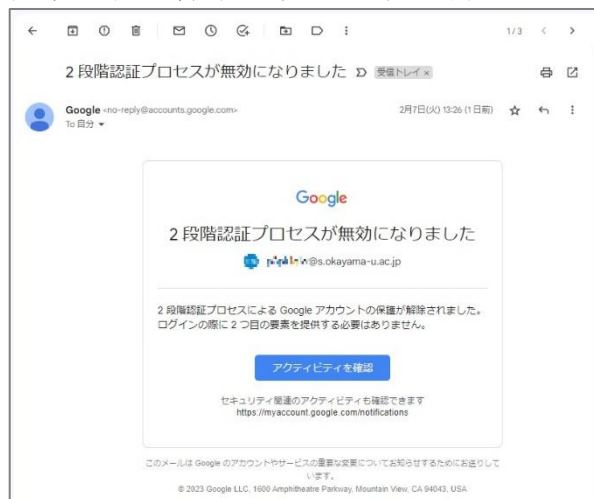 1/3
2 段階認証プロセスが無効になりました
受信トレイ ×
Google <no-reply@accounts.google.com>
2月7日(火) 13:26 (1 日前)
To 自分
Google
2 段階認証プロセスが無効になりました
@s.okayama-u.ac.jp
2 段階認証プロセスによる Google アカウントの保護が解除されました。
ログインの際に 2 つ目の要素を提供する必要はありません。
アクティビティを確認
セキュリティ関連のアクティビティも確認できます
https://myaccount.google.com/notifications
このメールは Google のアカウントやサービスの重要な変更についてお知らせするためにお送りして
います。
© 2023 Google LLC, 1600 Amphitheatre Parkway, Mountain View, CA 94043, USA